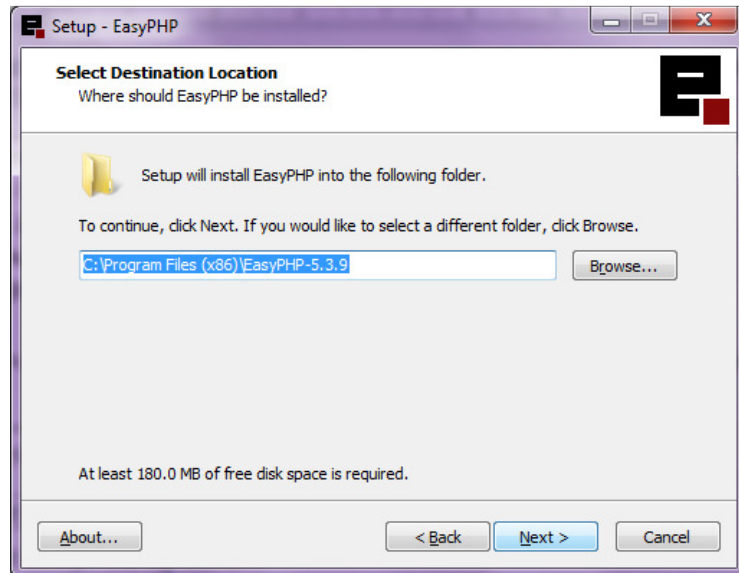 Setup - EasyPHP
Select Destination Location
Where should EasyPHP be installed?
Setup will install EasyPHP into the following folder.
To continue, click Next. If you would like to select a different folder, click Browse.
C:\Program Files (x86)\EasyPHP-5.3.9
Browse...
At least 180.0 MB of free disk space is required.
About...
< Back
Next >
Cancel